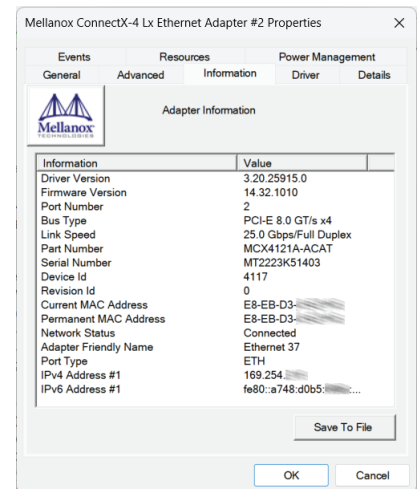 Mellanox ConnectX-4 Lx Ethernet Adapter #2 Properties
Events Resources Power Management
General Advanced Information Driver Details
Mellanox
TECHNOLOGIES
Adapter Information
Information Value
Driver Version 3.20.25915.0
Firmware Version 14.32.1010
Port Number 2
Bus Type PCI-E 8.0 GT/s x4
Link Speed 25.0 Gbps/Full Duplex
Part Number MCX4121A-ACAT
Serial Number MT2223K51403
Device Id 4117
Revision Id 0
Current MAC Address E8-EB-D3-
Permanent MAC Address E8-EB-D3-
Network Status Connected
Adapter Friendly Name Ethernet 37
Port Type ETH
IPv4 Address #1 169.254.
IPv6 Address #1 fe80::a748:d0b5: ...
Save To File
OK Cancel